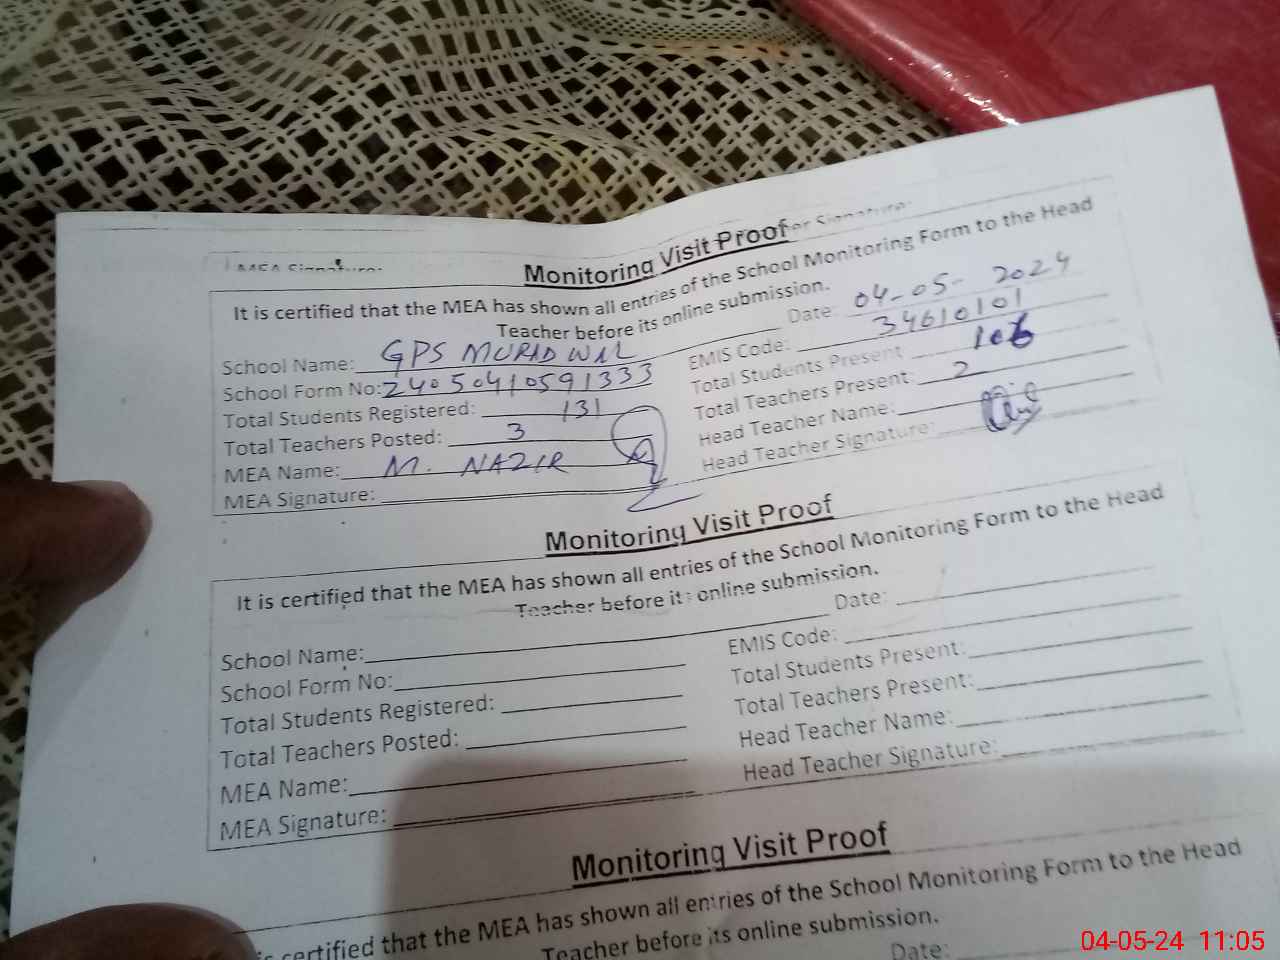 MEA Signature:
or Signature:
Monitoring Visit Proof
It is certified that the MEA has shown all entries of the School Monitoring Form to the Head
Teacher before its online submission.
Date: 04-05-2024
School Name: GPS MURAD WAL
EMIS Code: 34610101
School Form No: 24050410591333
Total Students Present 106
Total Students Registered: 131
Total Teachers Present: 2
Total Teachers Posted: 3
Head Teacher Name:
MEA Name: M. NAZIR
Head Teacher Signature:
MEA Signature:
Monitoring Visit Proof
It is certified that the MEA has shown all entries of the School Monitoring Form to the Head
Teacher before its online submission.
Date:
School Name:
EMIS Code:
School Form No:
Total Students Present:
Total Students Registered:
Total Teachers Present:
Total Teachers Posted:
Head Teacher Name:
MEA Name:
Head Teacher Signature:
MEA Signature:
Monitoring Visit Proof
is certified that the MEA has shown all entries of the School Monitoring Form to the Head
Teacher before its online submission.
Date:
04-05-24 11:05